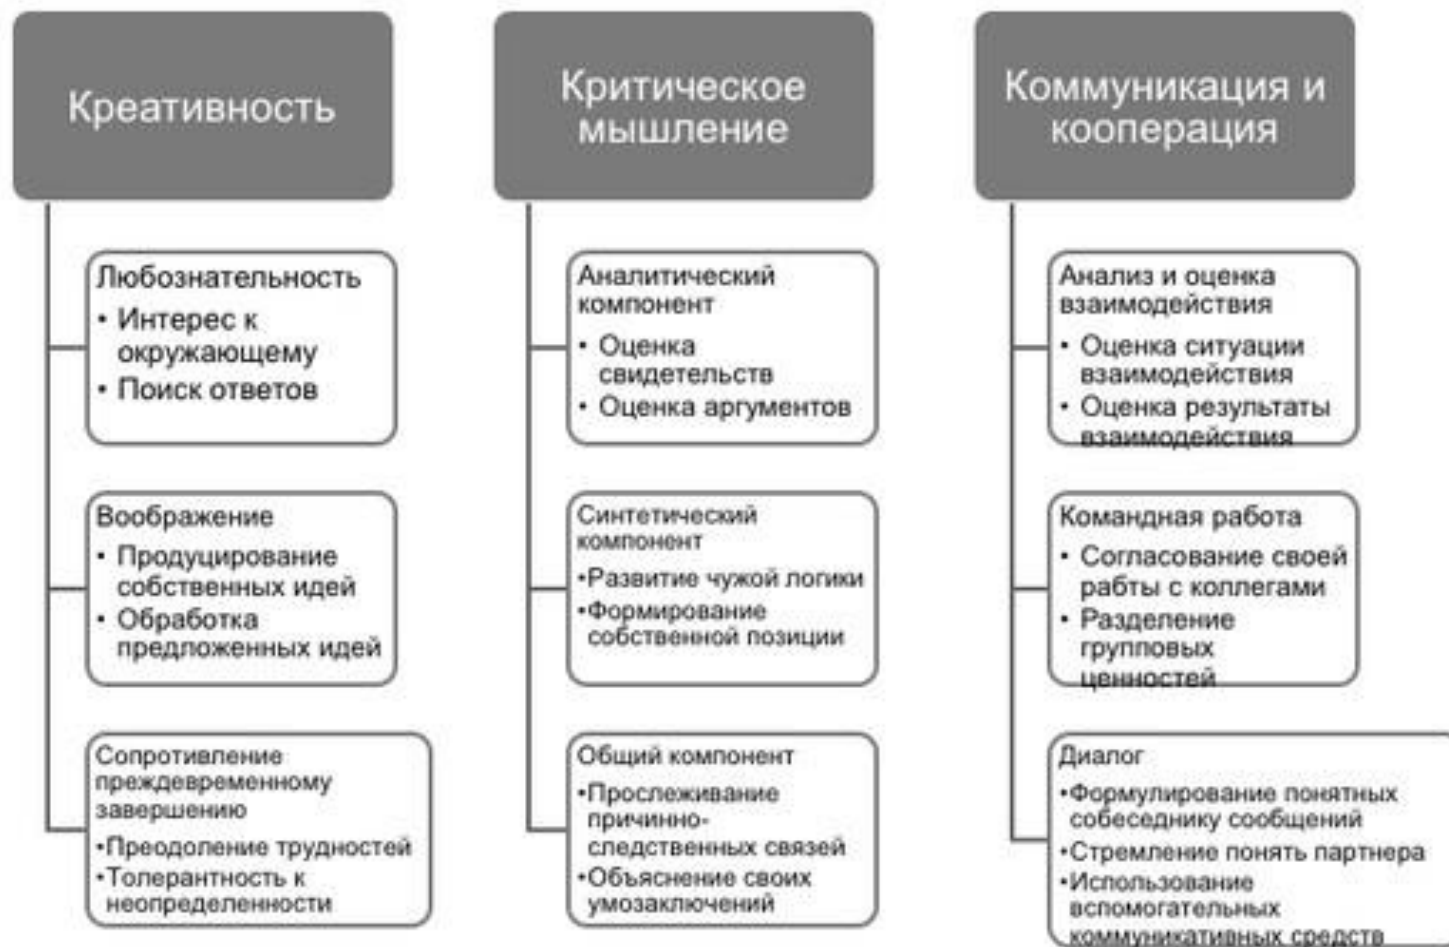 Креативность
Любознательность
• Интерес к
окружающему
• Поиск ответов
Воображение
• Продуцирование
собственных идей
• Обработка
предложенных идей
Сопротивление
преждевременному
завершению
•Преодоление трудностей
•Толерантность к
неопределенности
Критическое
мышление
Аналитический
компонент
• Оценка
свидетельств
• Оценка аргументов
Синтетический
компонент
•Развитие чужой логики
•Формирование
собственной позиции
Общий компонент
•Прослеживание
причинно-
следственных связей
•Объяснение своих
умозаключений
Коммуникация и
кооперация
Анализ и оценка
взаимодействия
• Оценка ситуации
взаимодействия
• Оценка результаты
взаимодействия
Командная работа
• Согласование своей
рабты с коллегами
• Разделение
групповых
ценностей
Диалог
•Формулирование понятных
собеседнику сообщений
•Стремление понять партнера
•Использование
вспомогательных
коммуникативных средств